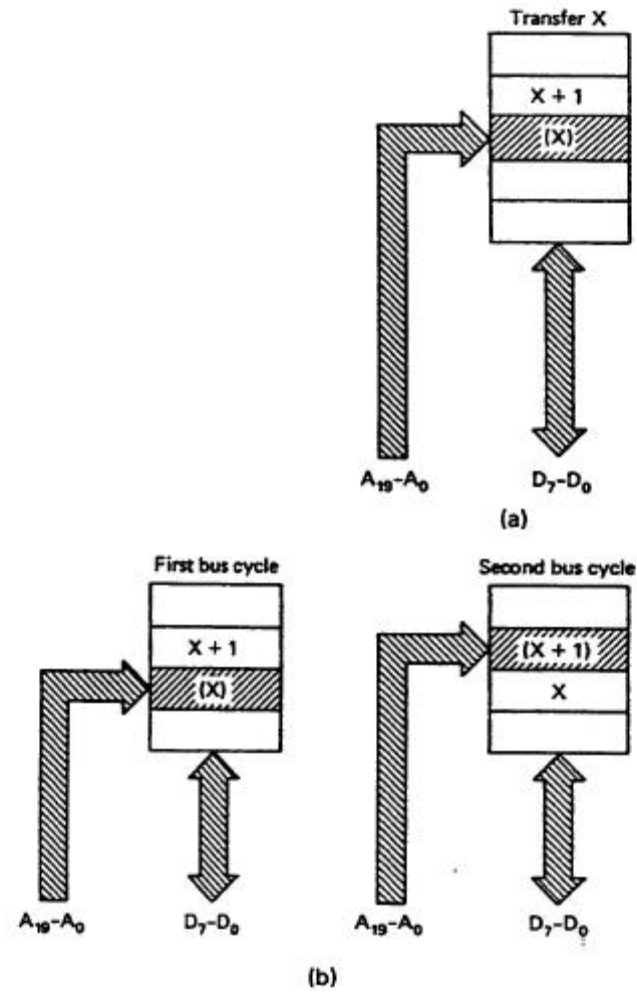 Transfer X
X + 1
(X)
A₁₉-A₀ D₇-D₀
(a)
First bus cycle Second bus cycle
X + 1 (X + 1)
(X) X
A₁₉-A₀ D₇-D₀ A₁₉-A₀ D₇-D₀
(b)